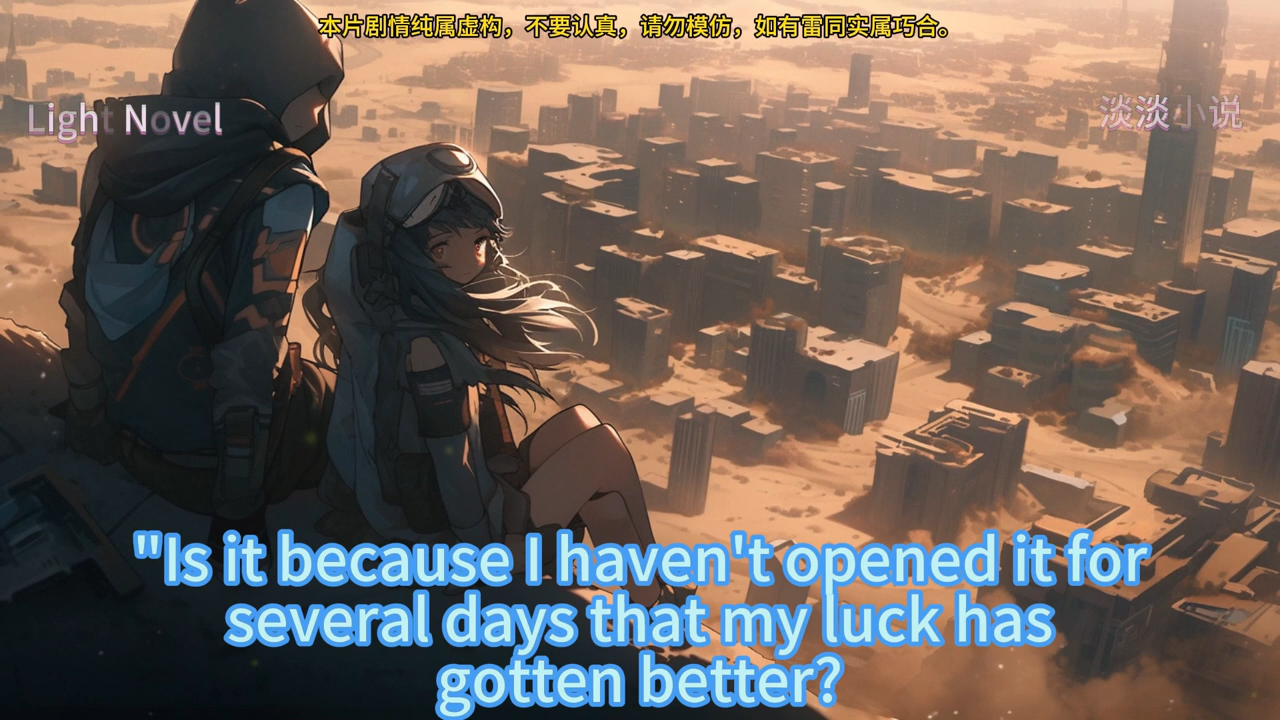 本片剧情纯属虚构，不要认真，请勿模仿，如有雷同实属巧合。
Light Novel
淡淡小说
"Is it because I haven't opened it for
several days that my luck has
gotten better?